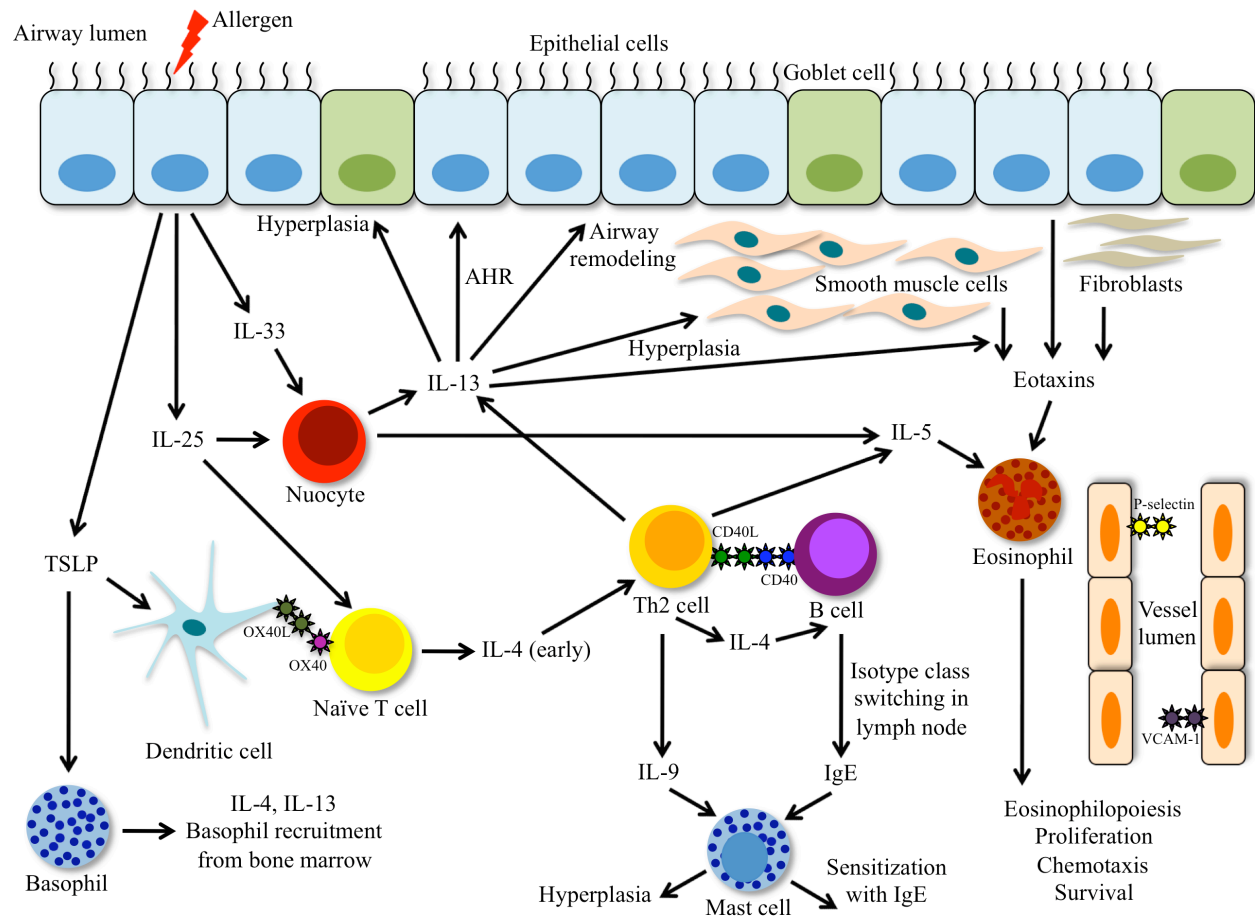 Airway lumen
Allergen
Epithelial cells
Goblet cell
Hyperplasia
AHR
Airway
remodeling
Smooth muscle cells
Fibroblasts
IL-33
Hyperplasia
IL-13
Eotaxins
IL-25
Nuocyte
IL-5
P-selectin
TSLP
CD40L
CD40
Eosinophil
OX40L
OX40
Th2 cell
B cell
Vessel
lumen
IL-4 (early)
IL-4
Naïve T cell
Isotype class
switching in
lymph node
Dendritic cell
VCAM-1
IL-9
IgE
IL-4, IL-13
Basophil recruitment
from bone marrow
Basophil
Eosinophilopoiesis
Proliferation
Chemotaxis
Survival
Hyperplasia
Mast cell
Sensitization
with IgE